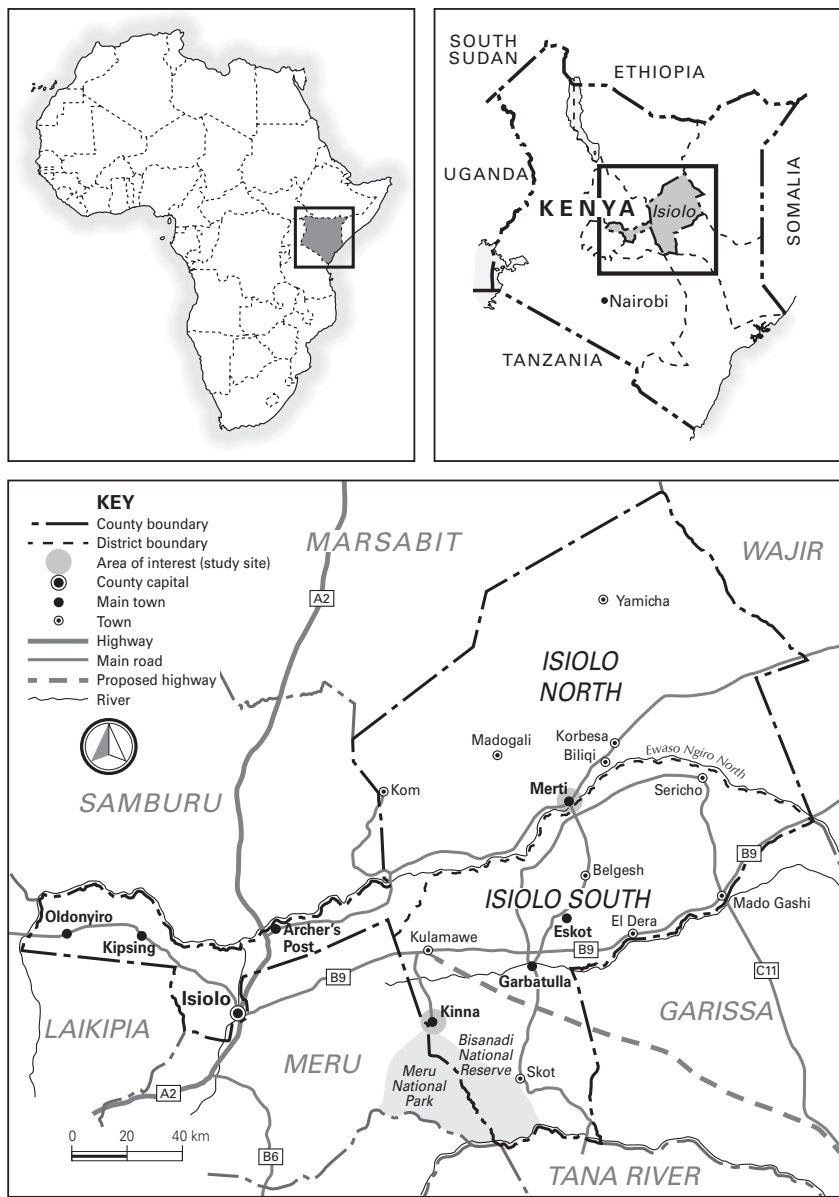 SOUTH
SUDAN
ETHIOPIA
UGANDA
KENYA
Isiolo
SOMALIA
Nairobi
TANZANIA
KEY
County boundary
District boundary
Area of interest (study site)
County capital
Main town
Town
Highway
Main road
Proposed highway
River
MARSABIT
WAJIR
A2
Yamicha
ISIOLO
NORTH
Madogali
Korbesa
Biliqi
Ewaso Ngiro North
SAMBURU
Kom
Merti
Sericho
B9
Belgesh
ISIOLO SOUTH
Mado Gashi
Oldonyiro
Kipsing
Archer's
Post
Kulamawe
Eskot
El Dera
B9
B9
Garbatulla
C11
Isiolo
GARISSA
LAIKIPIA
Kinna
MERU
Bisanadi
National
Reserve
Meru
National
Park
Skot
A2
0 20 40 km
B6
TANA RIVER